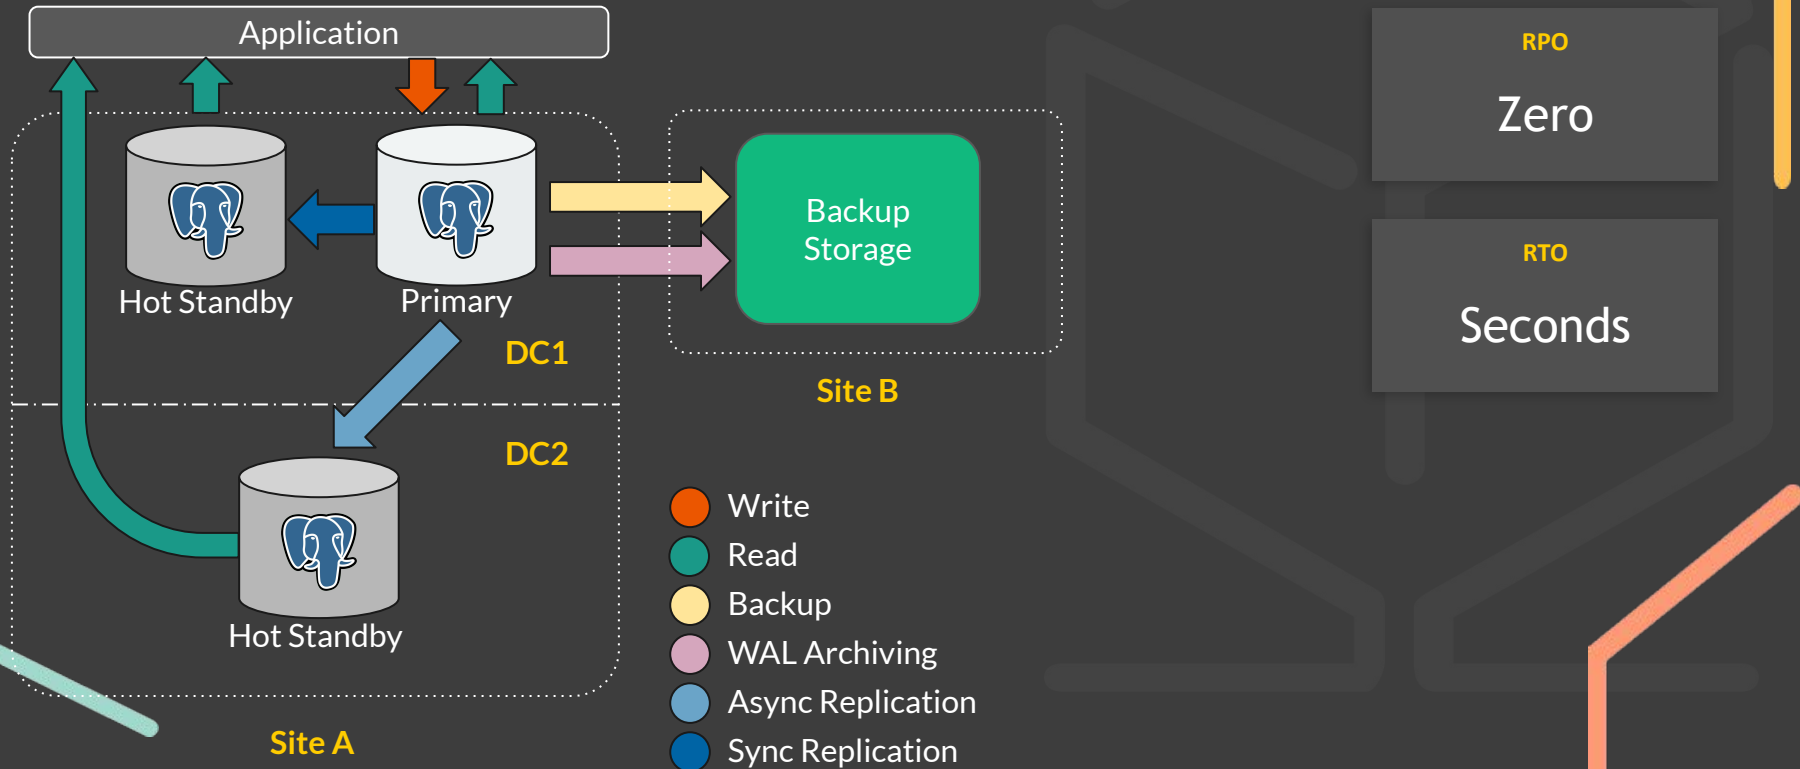 Application
Hot Standby
Primary
DC1
DC2
Hot Standby
Site A
Backup
Storage
Site B
Write
Read
Backup
WAL Archiving
Async Replication
Sync Replication
RPO
Zero
RTO
Seconds